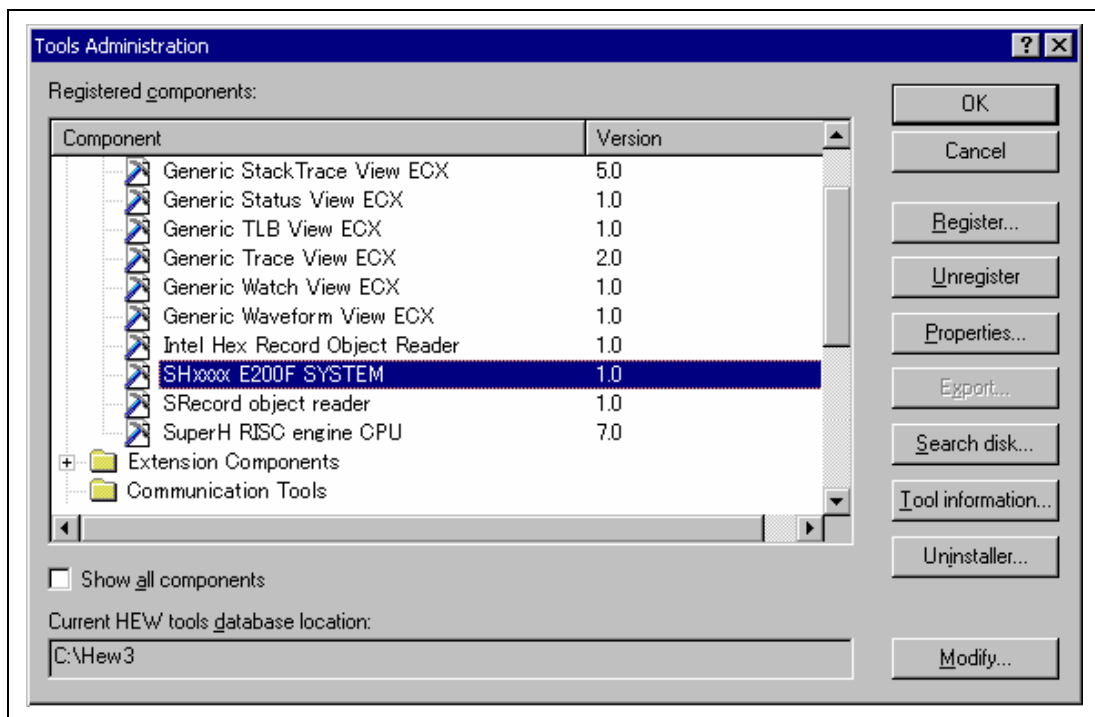 Tools Administration
Registered components:
Component Version
Generic StackTrace View ECX 5.0
Generic Status View ECX 1.0
Generic TLB View ECX 1.0
Generic Trace View ECX 2.0
Generic Watch View ECX 1.0
Generic Waveform View ECX 1.0
Intel Hex Record Object Reader 1.0
SHxxxx E200F SYSTEM 1.0
SRecord object reader 1.0
SuperH RISC engine CPU 7.0
Extension Components
Communication Tools
Show all components
Current HEW tools database location:
C:\Hew3
OK
Cancel
Register...
Unregister
Properties...
Export...
Search disk...
Tool information...
Uninstaller...
Modify...